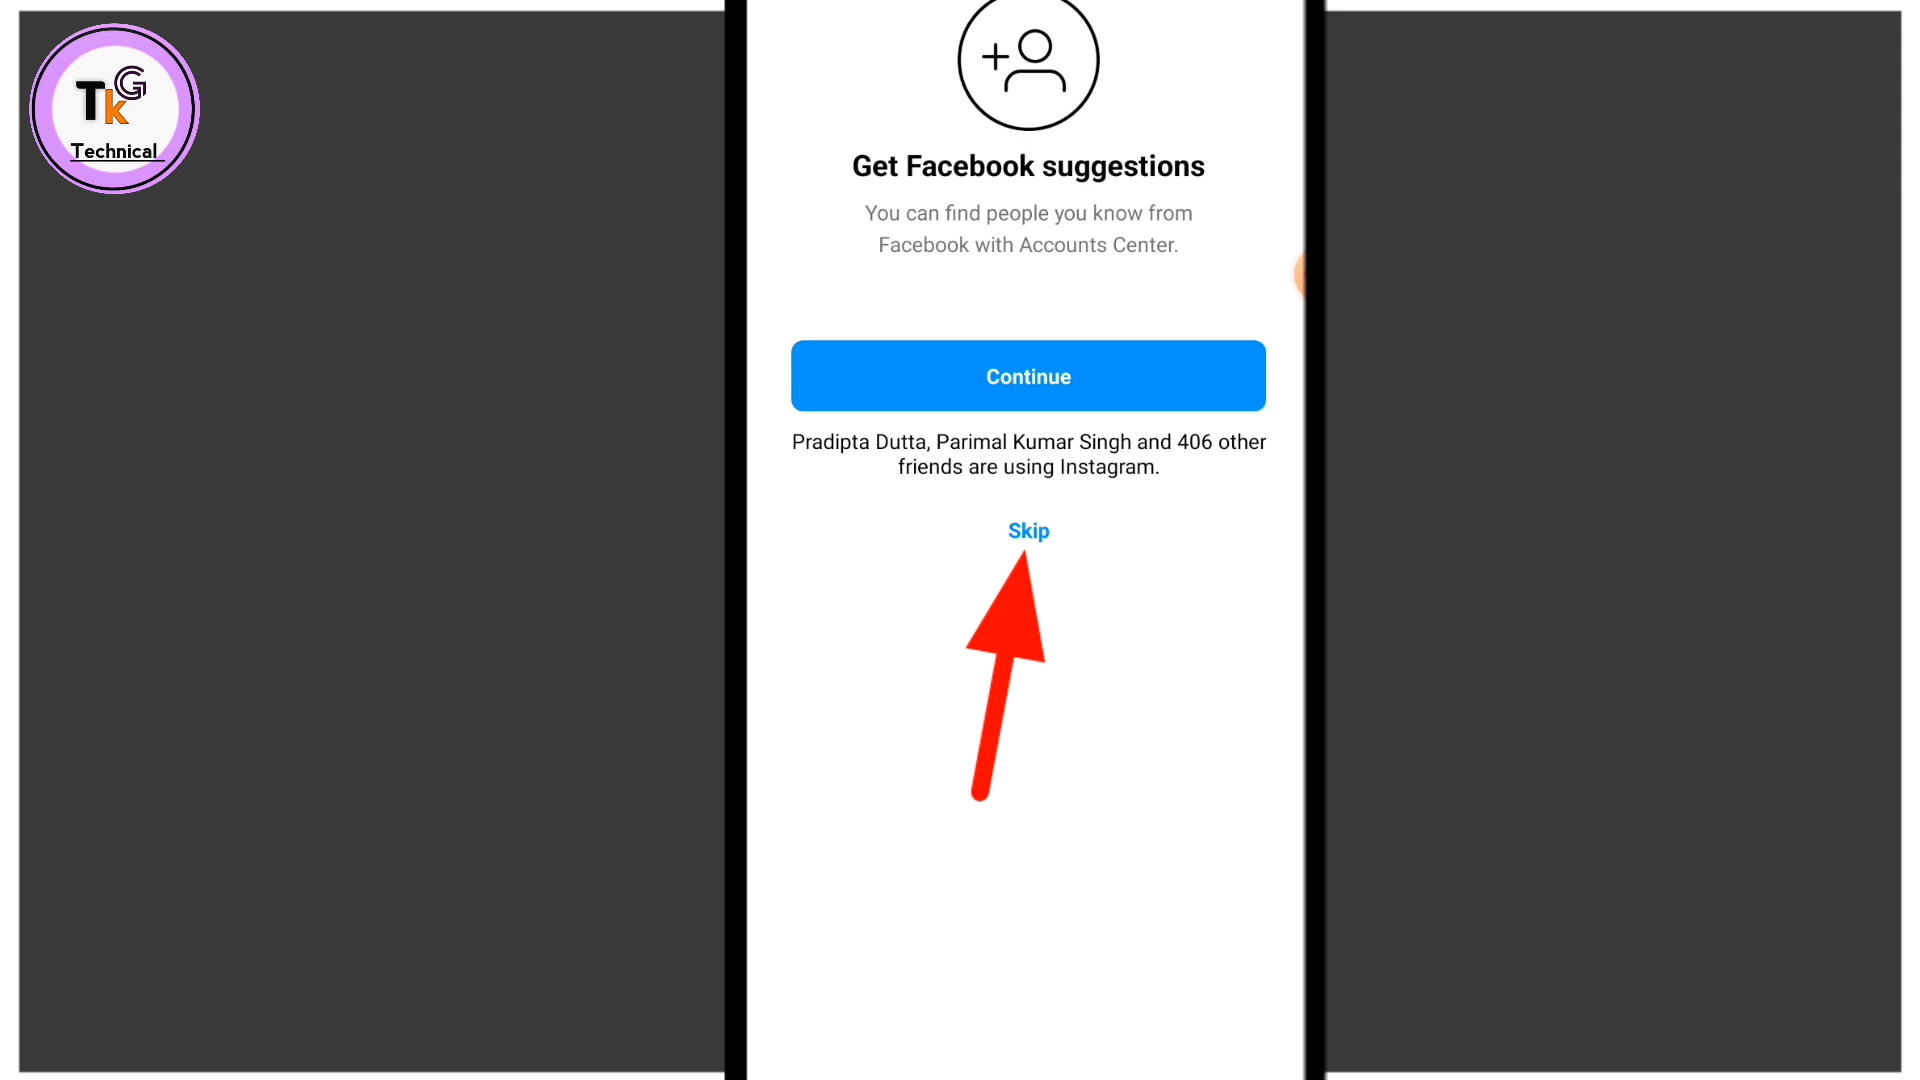 TkG
Technical
Get Facebook suggestions
You can find people you know from
Facebook with Accounts Center.
Continue
Pradipta Dutta, Parimal Kumar Singh and 406 other
friends are using Instagram.
Skip